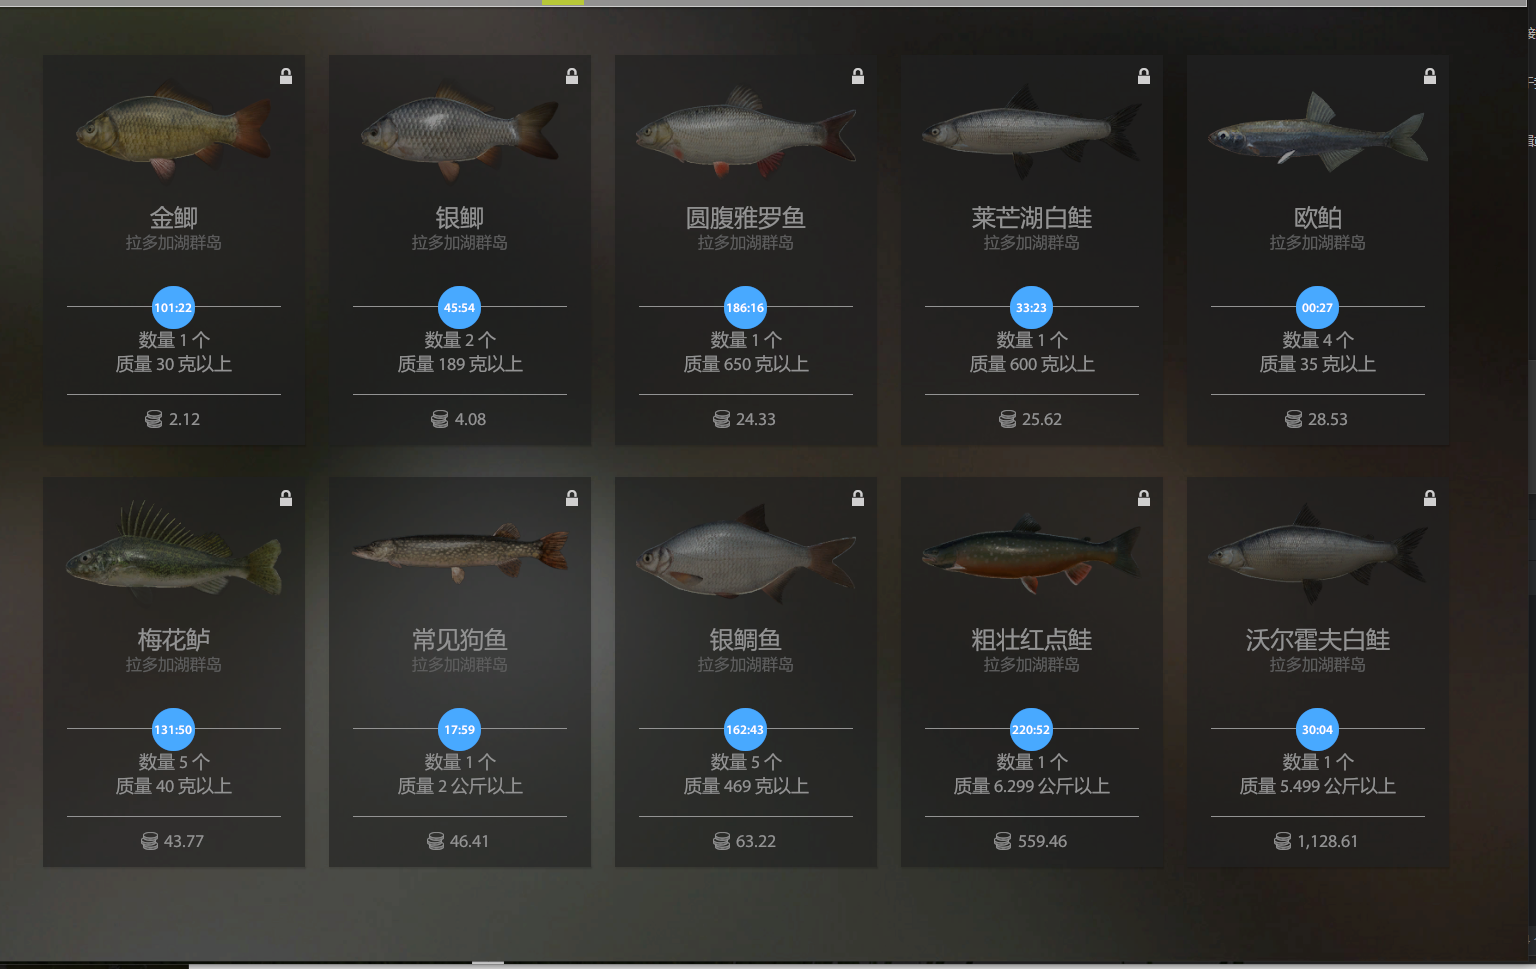 金鲫
拉多加湖群岛
101:22
数量 1 个
质量 30 克以上
2.12
银鲫
拉多加湖群岛
45:54
数量 2 个
质量 189 克以上
4.08
圆腹雅罗鱼
拉多加湖群岛
186:16
数量 1 个
质量 650 克以上
24.33
莱芒湖白鲑
拉多加湖群岛
33:23
数量 1 个
质量 600 克以上
25.62
欧鲌
拉多加湖群岛
00:27
数量 4 个
质量 35 克以上
28.53
梅花鲈
拉多加湖群岛
131:50
数量 5 个
质量 40 克以上
43.77
常见狗鱼
拉多加湖群岛
17:59
数量 1 个
质量 2 公斤以上
46.41
银鲷鱼
拉多加湖群岛
162:43
数量 5 个
质量 469 克以上
63.22
粗壮红点鲑
拉多加湖群岛
220:52
数量 1 个
质量 6.299 公斤以上
559.46
沃尔霍夫白鲑
拉多加湖群岛
30:04
数量 1 个
质量 5.499 公斤以上
1,128.61